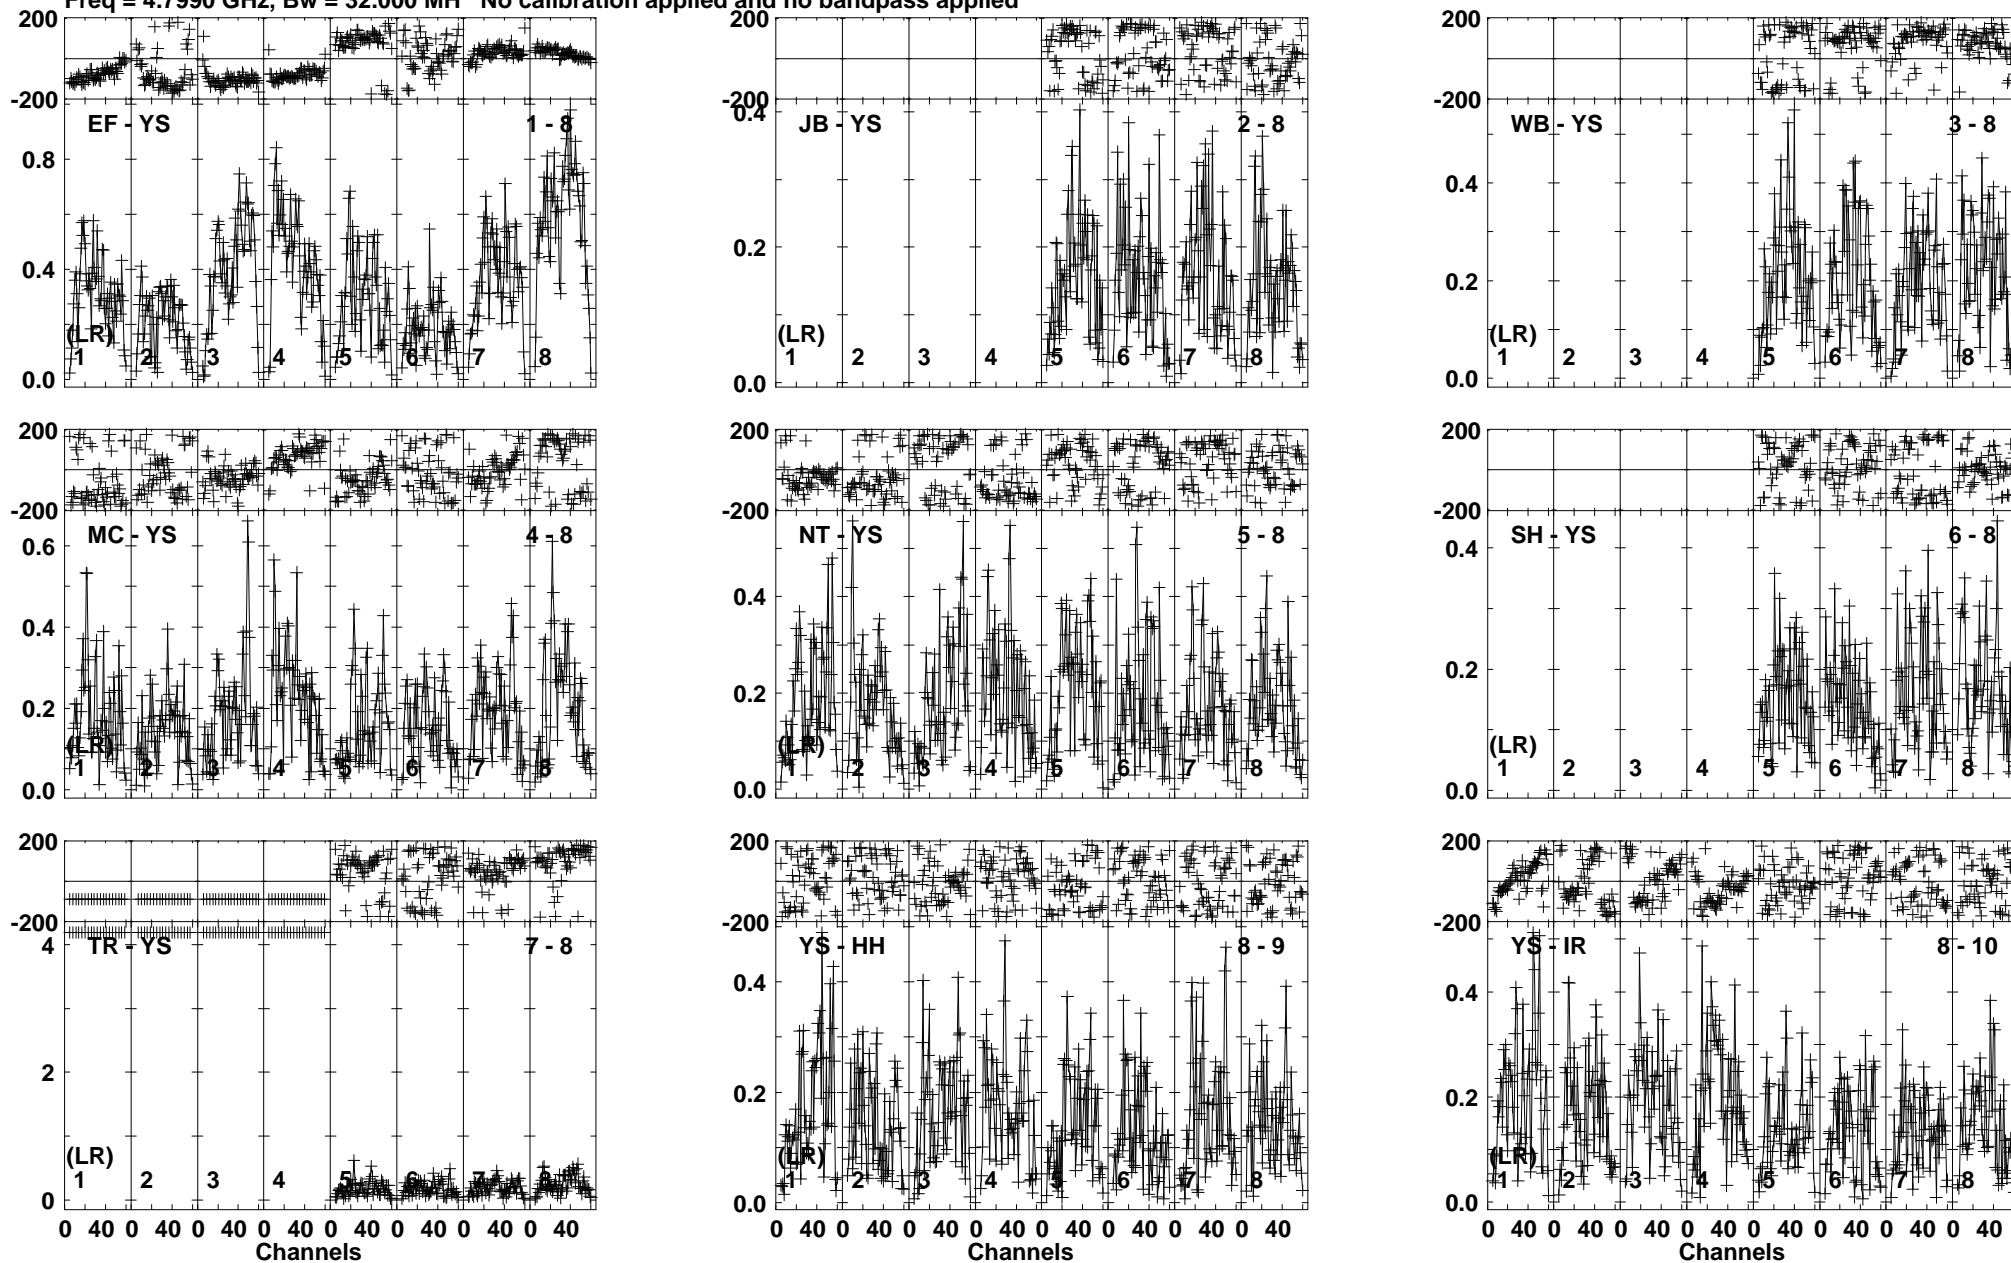 Freq = 4.7990 GHz, Bw = 32.000 MH No calibration applied and no bandpass applied
200 200 200
-200 -200 -200
EF - YS 1 - 8 JB - YS 2 - 8 WB - YS 3 - 8
0.8 0.4 0.4
0.4 0.2 0.2
(LR) (LR) (LR)
1 2 3 4 5 6 7 8 1 2 3 4 5 6 7 8 1 2 3 4 5 6 7 8
0.0 0.0 0.0
200 200 200
-200 -200 -200
MC - YS 4 - 8 NT - YS 5 - 8 SH - YS 6 - 8
0.6 0.4 0.4
0.4 0.2 0.2
0.2
(LR) (LR) (LR)
1 2 3 4 5 6 7 8 1 2 3 4 5 6 7 8 1 2 3 4 5 6 7 8
0.0 0.0 0.0
200 200 200
-200 -200 -200
TR - YS 7 - 8 YS - HH 8 - 9 YS - IR 8 - 10
4 0.4 0.4
2 0.2 0.2
(LR) (LR) (LR)
1 2 3 4 5 6 7 8 1 2 3 4 5 6 7 8 1 2 3 4 5 6 7 8
0 0.0 0.0
0 40 0 40 0 40 0 40 0 40 0 40 0 40 0 40 0 40 0 40 0 40 0 40 0 40 0 40 0 40 0 40 0 40 0 40 0 40 0 40 0 40 0 40 0 40 0 40
Channels Channels Channels